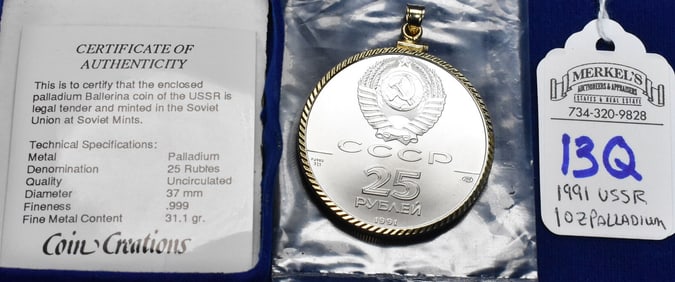 CERTIFICATE OF
AUTHENTICITY
This is to certify that the enclosed
palladium Ballerina coin of the USSR is
legal tender and minted in the Soviet
Union at Soviet Mints.
Technical Specifications:
Metal Palladium
Denomination 25 Rubles
Quality Uncirculated
Diameter 37 mm
Fineness .999
Fine Metal Content 31.1 gr.
Coin Creations
СССР
25
РУБЛЕЙ
1991
MERKEL'S
AUCTIONEERS & APPRAISERS
ESTATES & REAL ESTATE
734-320-9828
13Q
1991 USSR
1 OZ PALLADIUM